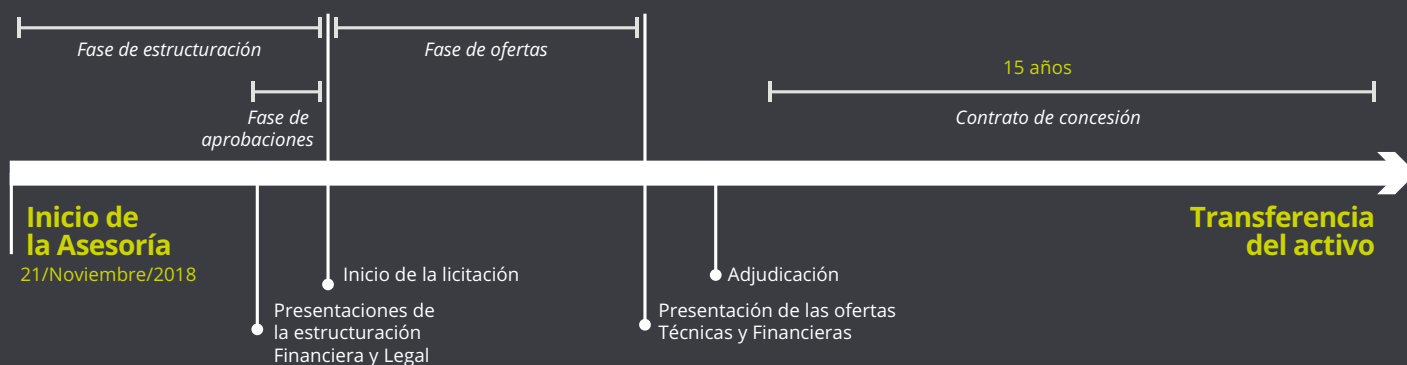 Fase de estructuración
Fase de ofertas
15 años
Fase de
aprobaciones
Contrato de concesión
Inicio de
la Asesoría
21/Noviembre/2018
Transferencia
del activo
Inicio de la licitación
Adjudicación
Presentaciones de
la estructuración
Financiera y Legal
Presentación de las ofertas
Técnicas y Financieras